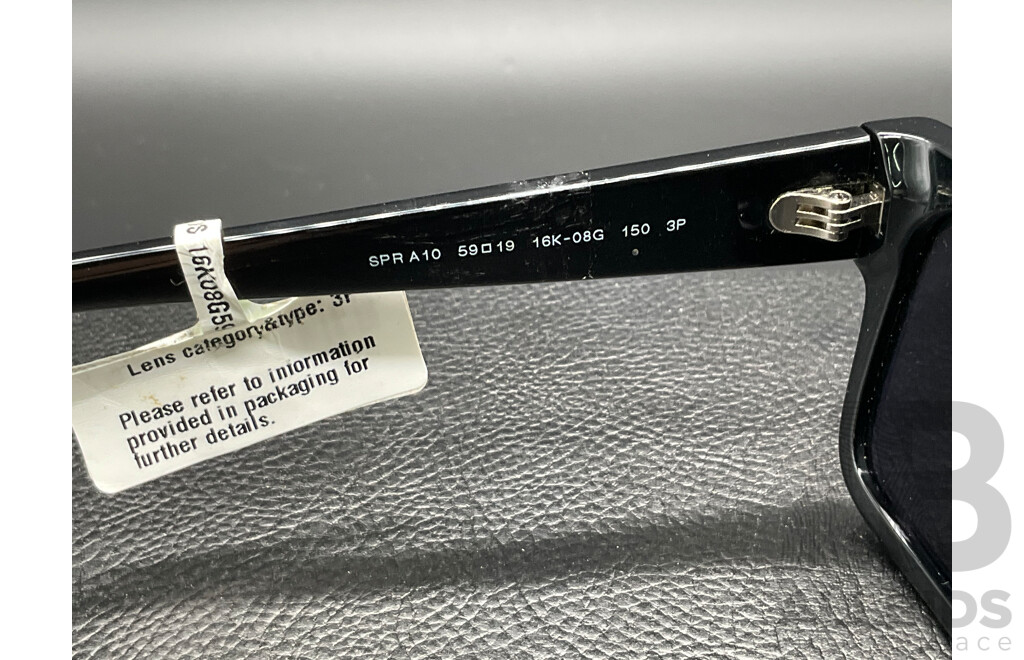 SPR A10 59□19 16K-08G 150 3P
16K08G5
Lens category&type: 3P
Please refer to information
provided in packaging for
further details.